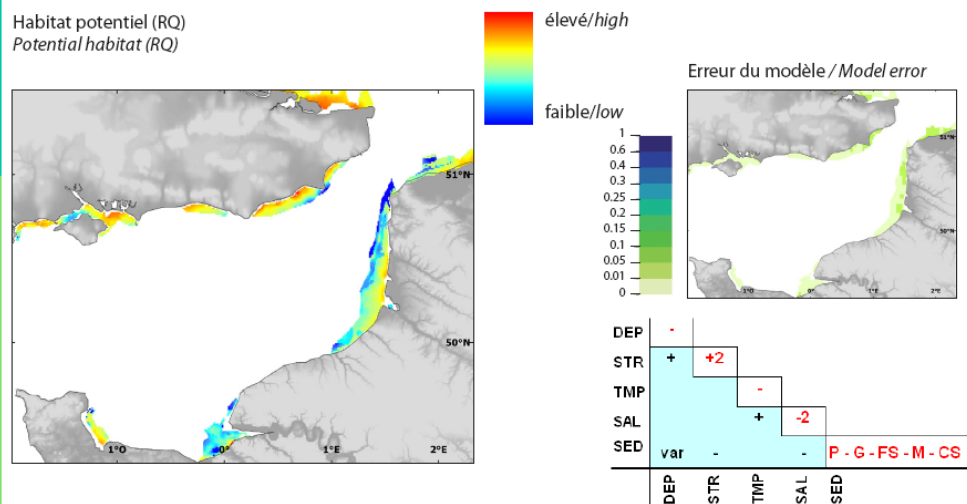 Habitat potentiel (RQ)
Potential habitat (RQ)
élevé/high
faible/low
51°N
50°N
1°O
0°
1°E
2°E
Erreur du modèle / Model error
1
0.6
0.4
0.3
0.25
0.2
0.15
0.1
0.05
0.01
0
51°N
50°N
1°O
0°
1°E
2°E
DEP -
STR + +2
TMP -
SAL + -2
SED var - - P - G - FS - M - CS
DEP
STR
TMP
SAL
SED